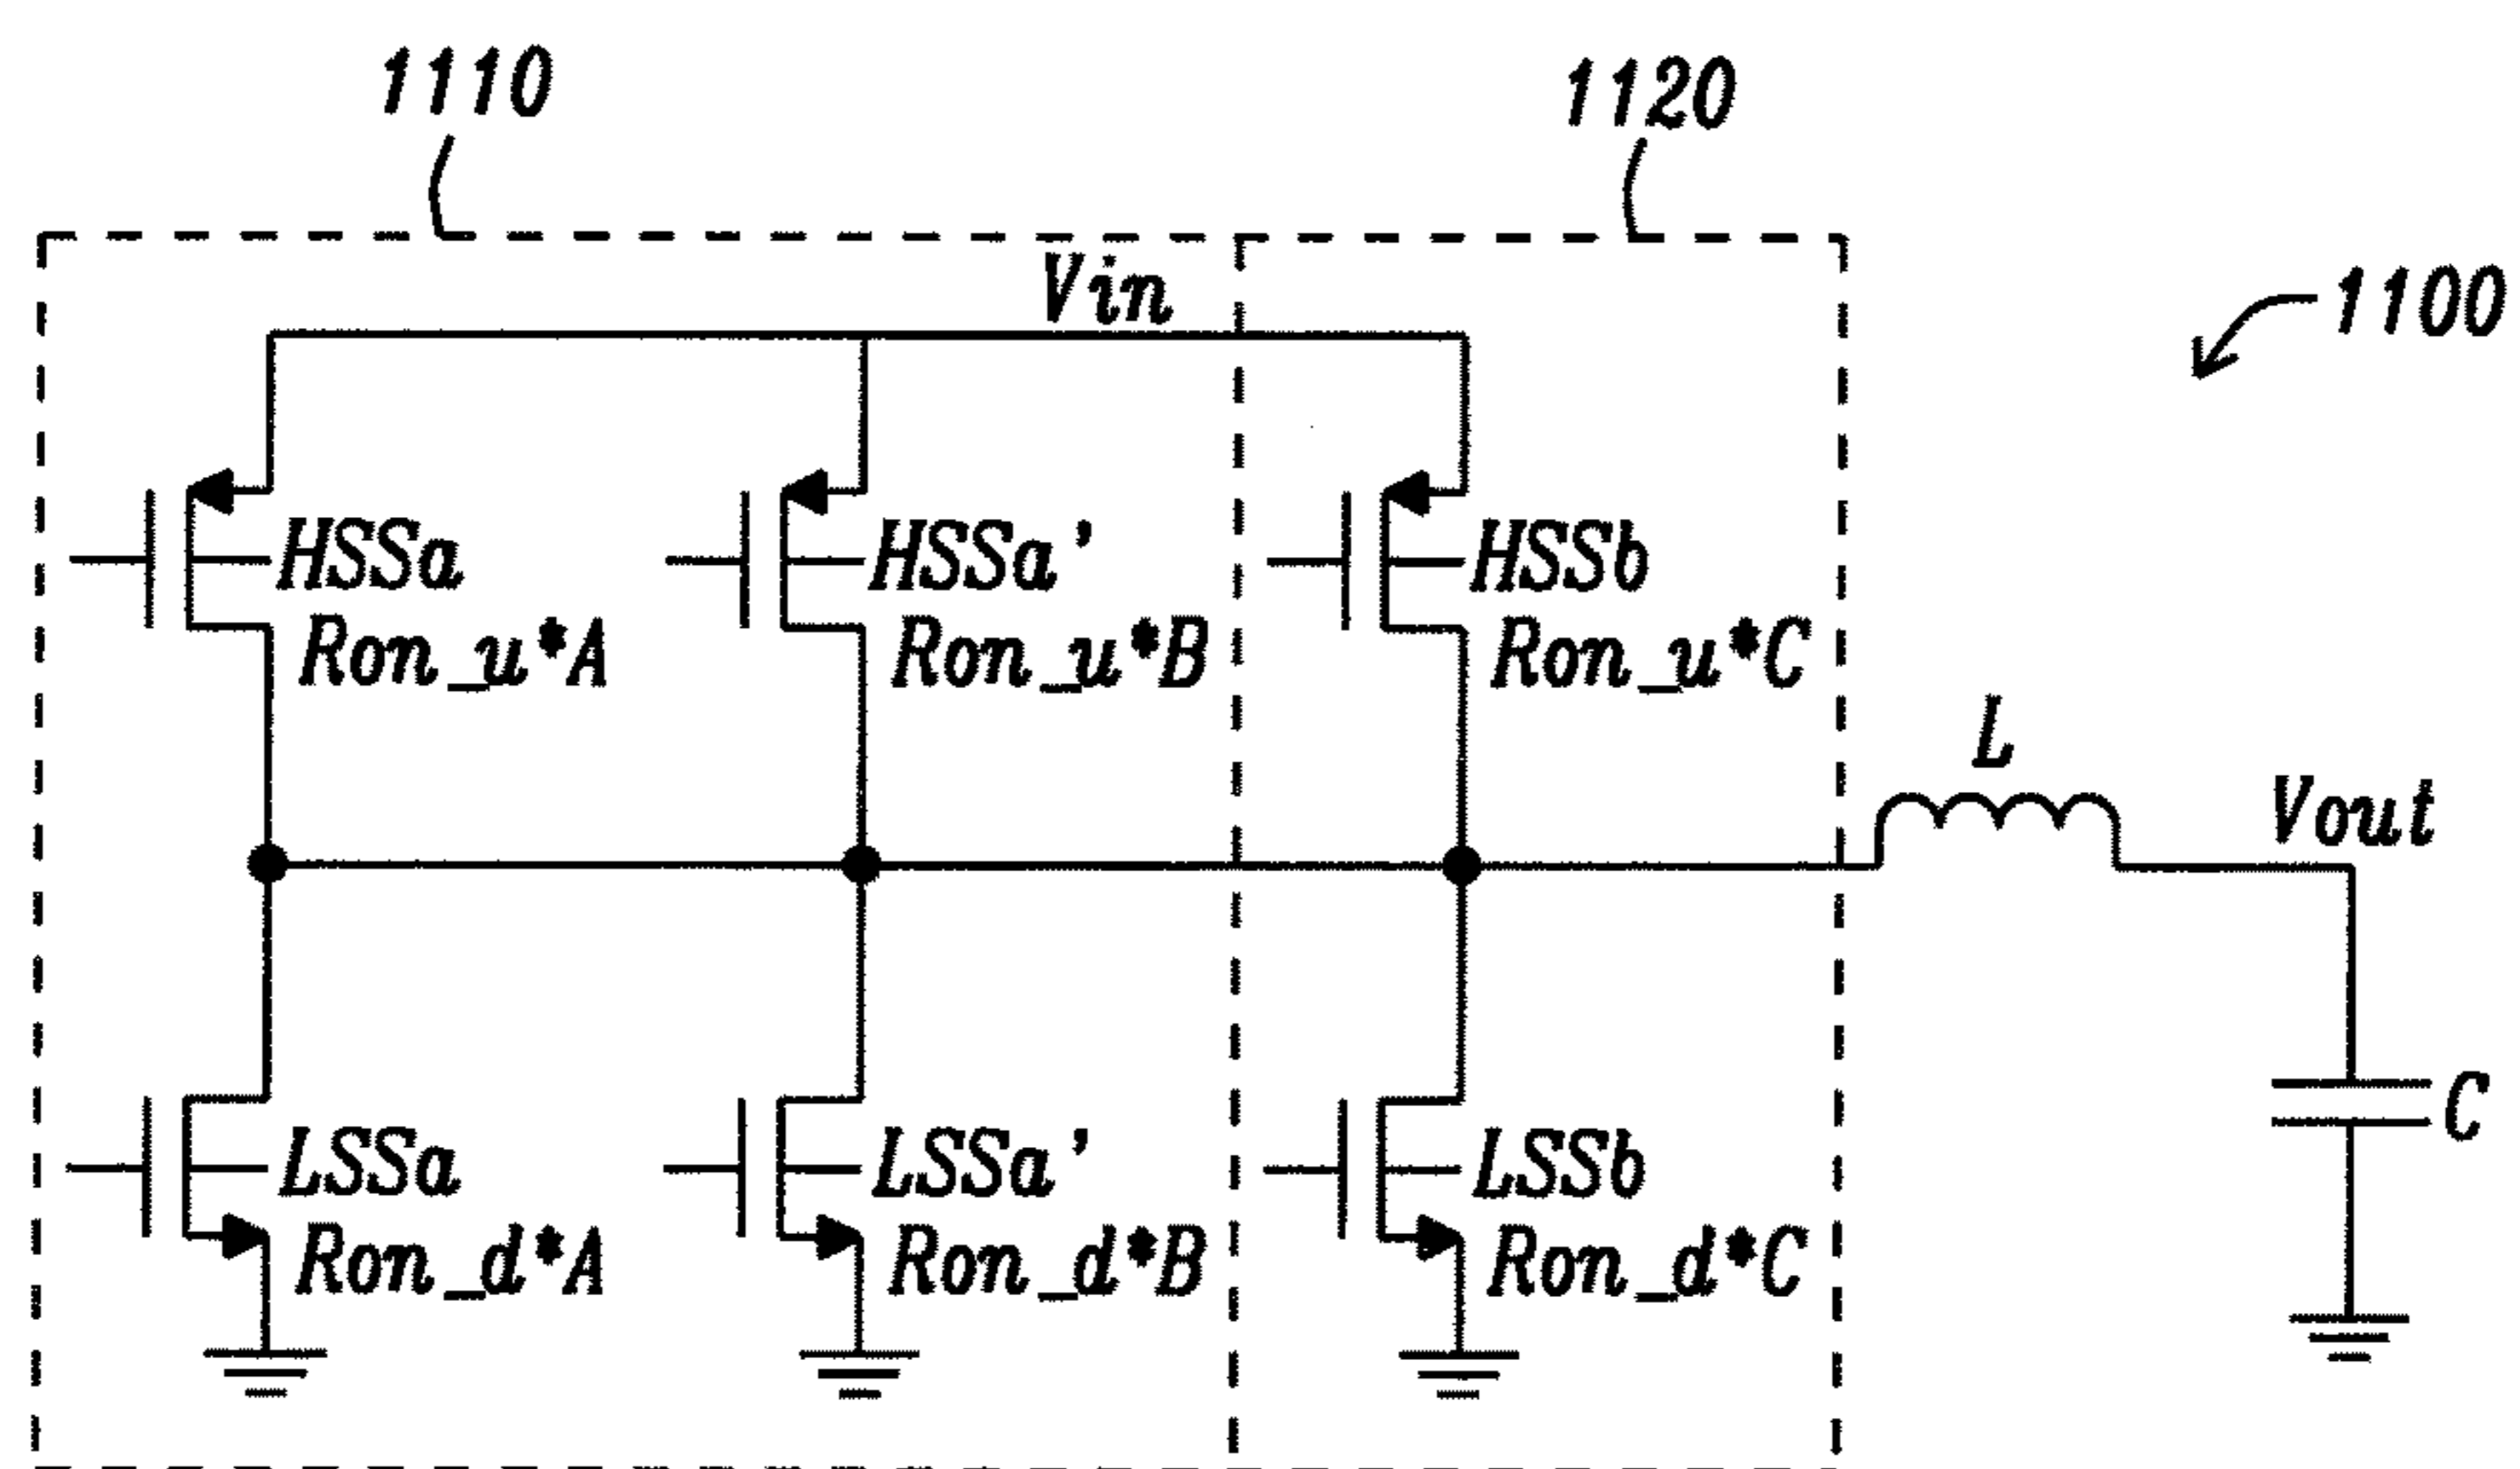 1110
1120
Vin
1100
HSSa
Ron_u*A
HSSa'
Ron_u*B
HSSb
Ron_u*C
L
Vout
LSSa
Ron_d*A
LSSa'
Ron_d*B
LSSb
Ron_d*C
C